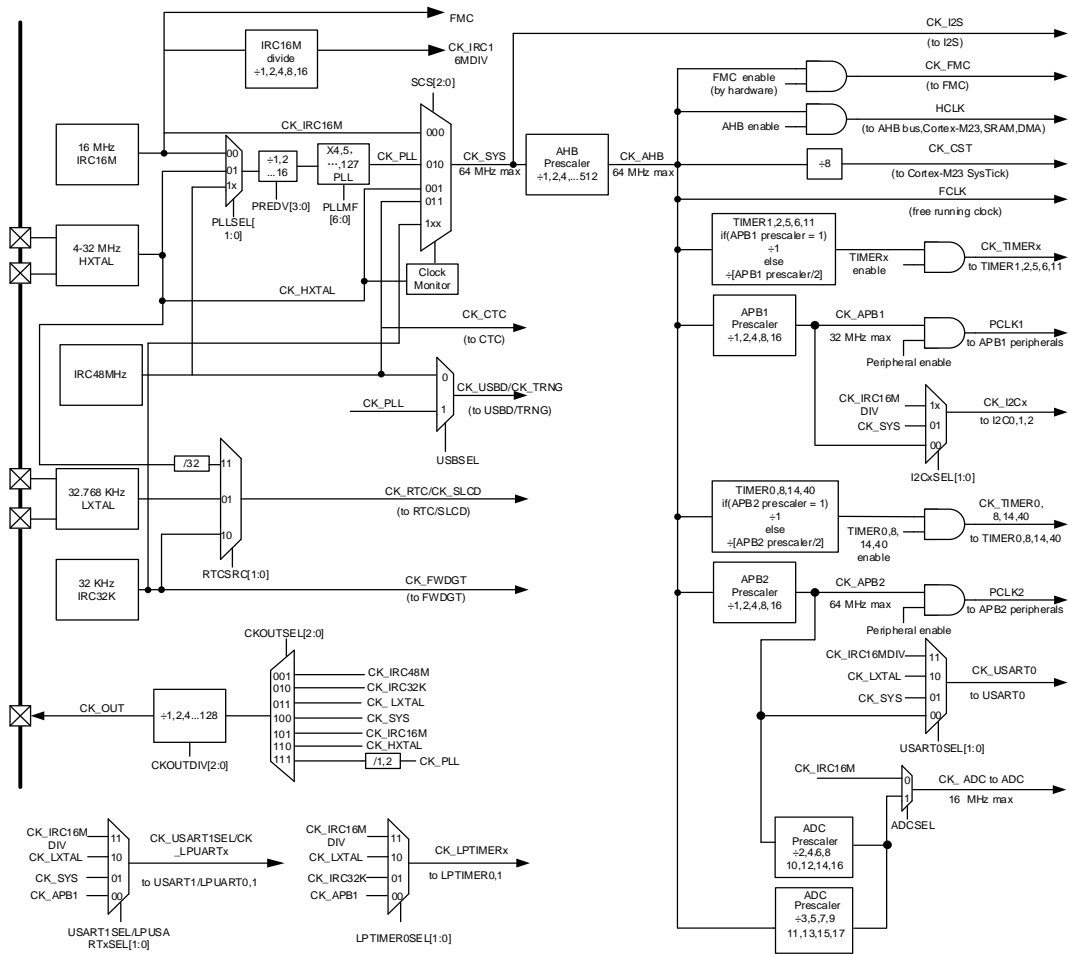 FMC
IRC16M
divide
÷1,2,4,8,16
CK_IRC1
6MDIV
16 MHz
IRC16M
CK_IRC16M
SCS[2:0]
00
01
1x
PLLSEL[
1:0]
÷1,2
...16
PREDV[3:0]
X4,5,
…,127
PLL
PLLMF
[6:0]
CK_PLL
000
010
001
011
1xx
CK_SYS
64 MHz max
Clock
Monitor
4-32 MHz
HXTAL
CK_HXTAL
CK_CTC
(to CTC)
IRC48MHz
CK_PLL
0
1
CK_USBD/CK_TRNG
(to USBD/TRNG)
USBSEL
/32
11
01
10
32.768 KHz
LXTAL
CK_RTC/CK_SLCD
(to RTC/SLCD)
RTCSRC[1:0]
32 KHz
IRC32K
CK_FWDGT
(to FWDGT)
CKOUTSEL[2:0]
001
010
011
100
101
110
111
CK_IRC48M
CK_IRC32K
CK_LXTAL
CK_SYS
CK_IRC16M
CK_HXTAL
/1,2
CK_PLL
CK_OUT
÷1,2,4...128
CKOUTDIV[2:0]
CK_IRC16M
DIV
CK_LXTAL
CK_SYS
CK_APB1
11
10
01
00
CK_USART1SEL/CK
_LPUARTx
to USART1/LPUART0,1
USART1SEL/LPUSA
RTxSEL[1:0]
CK_IRC16M
DIV
CK_LXTAL
CK_IRC32K
CK_APB1
11
10
01
00
CK_LPTIMERx
to LPTIMER0,1
LPTIMER0SEL[1:0]
CK_I2S
(to I2S)
AHB
Prescaler
÷1,2,4,...512
CK_AHB
64 MHz max
FMC enable
(by hardware)
CK_FMC
(to FMC)
AHB enable
HCLK
(to AHB bus,Cortex-M23,SRAM,DMA)
÷8
CK_CST
(to Cortex-M23 SysTick)
FCLK
(free running clock)
TIMER1,2,5,6,11
if(APB1 prescaler = 1)
÷1
else
÷[APB1 prescaler/2]
TIMERx
enable
CK_TIMERx
to TIMER1,2,5,6,11
APB1
Prescaler
÷1,2,4,8,16
CK_APB1
32 MHz max
Peripheral enable
PCLK1
to APB1 peripherals
CK_IRC16M
DIV
CK_SYS
1x
01
00
CK_I2Cx
to I2C0,1,2
I2CxSEL[1:0]
TIMER0,8,14,40
if(APB2 prescaler = 1)
÷1
else
÷[APB2 prescaler/2]
TIMER0,8,
14,40
enable
CK_TIMER0,
8,14,40
to TIMER0,8,14,40
APB2
Prescaler
÷1,2,4,8,16
CK_APB2
64 MHz max
Peripheral enable
PCLK2
to APB2 peripherals
CK_IRC16MDIV
CK_LXTAL
CK_SYS
11
10
01
00
CK_USART0
to USART0
USART0SEL[1:0]
CK_IRC16M
0
1
CK_ ADC to ADC
16 MHz max
ADCSEL
ADC
Prescaler
÷2,4,6,8
10,12,14,16
ADC
Prescaler
÷3,5,7,9
11,13,15,17